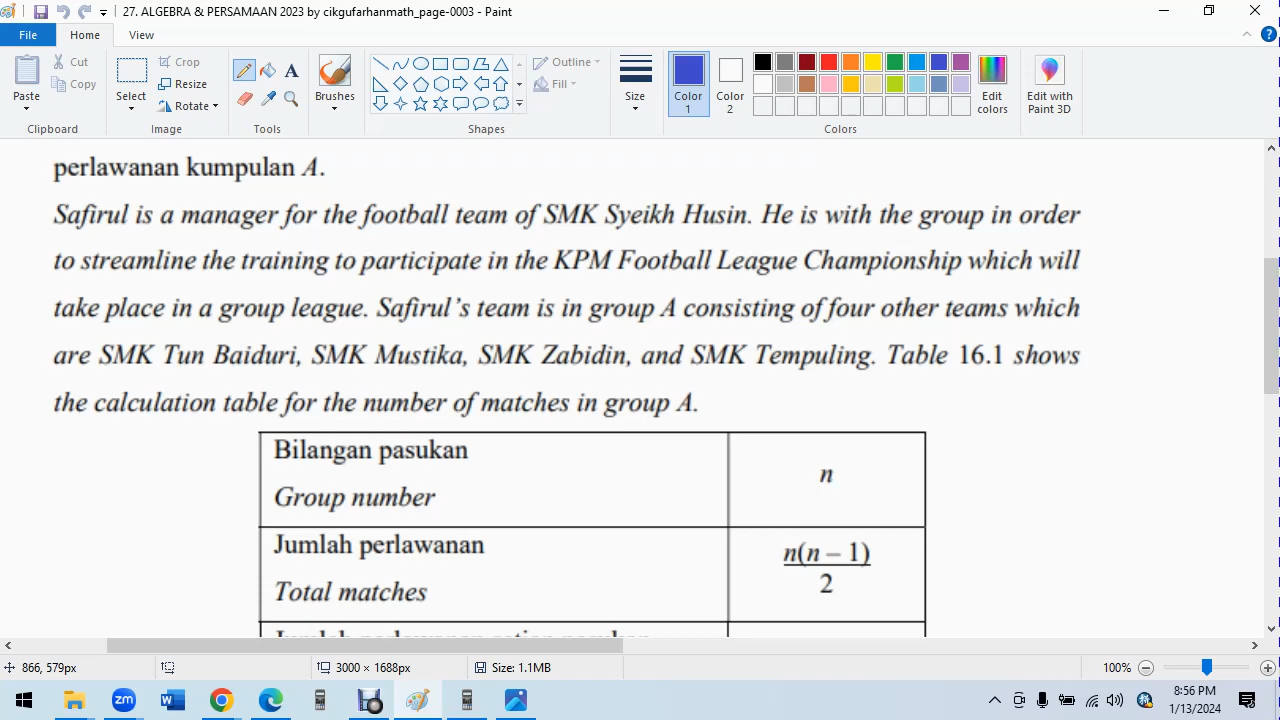 27. ALGEBRA & PERSAMAAN 2023 by cikgufarhanmath_page-0003 - Paint
File Home View
Paste Cut Copy Clipboard
Select Crop Resize Rotate Image
Tools
Brushes
Outline Fill Shapes
Size
Color 1 Color 2 Edit colors Colors
Edit with Paint 3D
perlawanan kumpulan A.
Safirul is a manager for the football team of SMK Syeikh Husin. He is with the group in order
to streamline the training to participate in the KPM Football League Championship which will
take place in a group league. Safirul's team is in group A consisting of four other teams which
are SMK Tun Baiduri, SMK Mustika, SMK Zabidin, and SMK Tempuling. Table 16.1 shows
the calculation table for the number of matches in group A.
Bilangan pasukan
Group number
n
Jumlah perlawanan
Total matches
n(n – 1)
2
866, 579px 3000 × 1688px Size: 1.1MB 100%
8:56 PM
1/13/2024